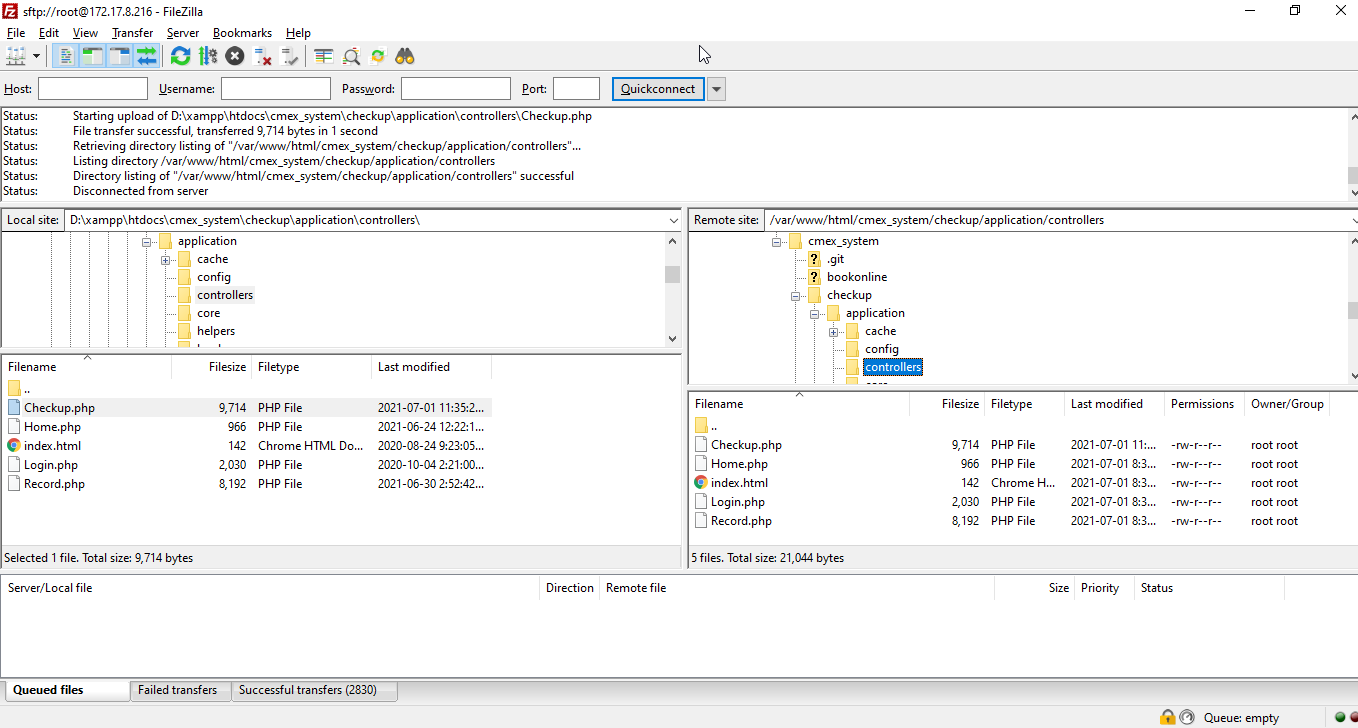 sftp://root@172.17.8.216 - FileZilla
File Edit View Transfer Server Bookmarks Help
Host: Username: Password: Port: Quickconnect
Status: Starting upload of D:\xampp\htdocs\cmex_system\checkup\application\controllers\Checkup.php
Status: File transfer successful, transferred 9,714 bytes in 1 second
Status: Retrieving directory listing of "/var/www/html/cmex_system/checkup/application/controllers"...
Status: Listing directory /var/www/html/cmex_system/checkup/application/controllers
Status: Directory listing of "/var/www/html/cmex_system/checkup/application/controllers" successful
Status: Disconnected from server
Local site: D:\xampp\htdocs\cmex_system\checkup\application\controllers\
application
cache
config
controllers
core
helpers
Filename Filesize Filetype Last modified
..
Checkup.php 9,714 PHP File 2021-07-01 11:35:2...
Home.php 966 PHP File 2021-06-24 12:22:1...
index.html 142 Chrome HTML Do... 2020-08-24 9:23:05...
Login.php 2,030 PHP File 2020-10-04 2:21:00...
Record.php 8,192 PHP File 2021-06-30 2:52:42...
Selected 1 file. Total size: 9,714 bytes
Remote site: /var/www/html/cmex_system/checkup/application/controllers
cmex_system
? .git
? bookonline
checkup
application
cache
config
controllers
Filename Filesize Filetype Last modified Permissions Owner/Group
..
Checkup.php 9,714 PHP File 2021-07-01 11:... -rw-r--r-- root root
Home.php 966 PHP File 2021-07-01 8:3... -rw-r--r-- root root
index.html 142 Chrome H... 2021-07-01 8:3... -rw-r--r-- root root
Login.php 2,030 PHP File 2021-07-01 8:3... -rw-r--r-- root root
Record.php 8,192 PHP File 2021-07-01 8:3... -rw-r--r-- root root
5 files. Total size: 21,044 bytes
Server/Local file Direction Remote file Size Priority Status
Queued files Failed transfers Successful transfers (2830)
Queue: empty